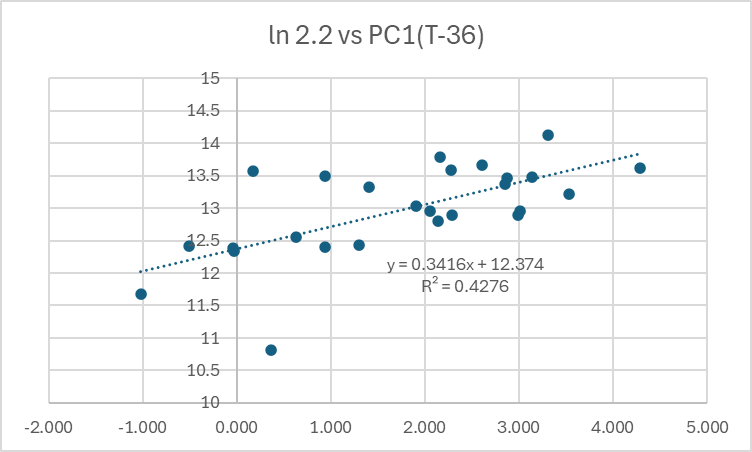 ln 2.2 vs PC1(T-36)
15
14.5
14
13.5
13
12.5
12
11.5
11
10.5
10
y = 0.3416x + 12.374
R² = 0.4276
-2.000 -1.000 0.000 1.000 2.000 3.000 4.000 5.000